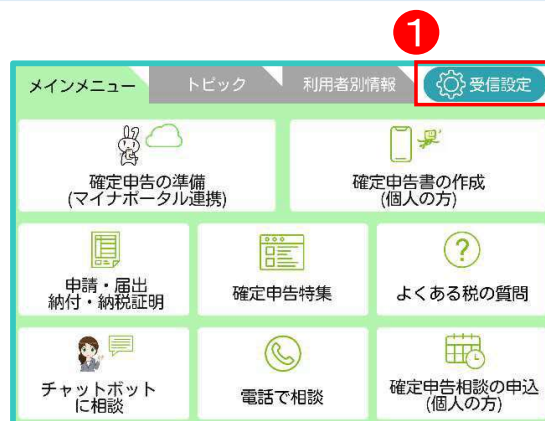 1
メインメニュー トピック 利用者別情報 受信設定
確定申告の準備
(マイナポータル連携)
確定申告書の作成
(個人の方)
申請・届出
納付・納税証明
確定申告特集
よくある税の質問
チャットボット
に相談
電話で相談
確定申告相談の申込
(個人の方)